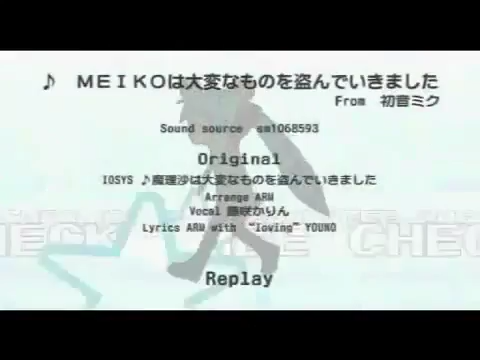 ♪ MEIKOは大変なものを盗んでいきました
From 初音ミク
Sound source sm1068593
Original
IOSYS ♪魔理沙は大変なものを盗んでいきました
Arrange ARM
Vocal 藤咲かりん
Lyrics ARM with "loving" YOUNO
CHECK
Replay